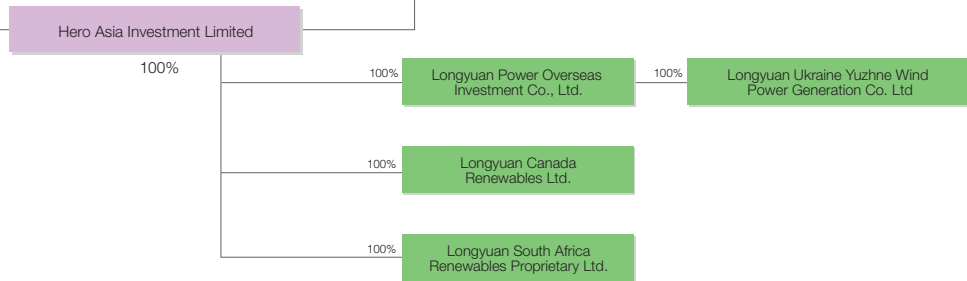 Hero Asia Investment Limited
100%
100%
Longyuan Power Overseas
Investment Co., Ltd.
100%
Longyuan Ukraine Yuzhne Wind
Power Generation Co. Ltd
100%
Longyuan Canada
Renewables Ltd.
100%
Longyuan South Africa
Renewables Proprietary Ltd.